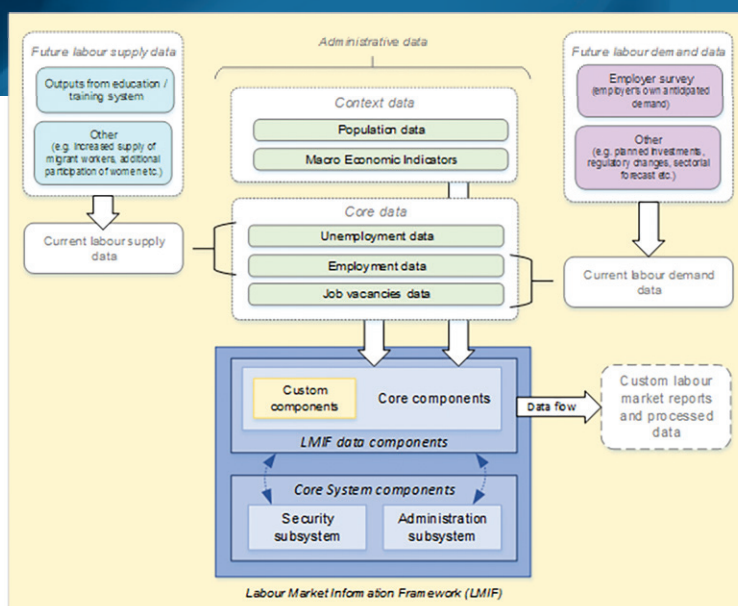 Future labour supply data
Outputs from education /
training system
Other
(e.g. Increased supply of
migrant workers, additional
participation of women etc.)
Current labour supply
data
Administrative data
Context data
Population data
Macro Economic Indicators
Core data
Unemployment data
Employment data
Job vacancies data
Future labour demand data
Employer survey
(employer's own anticipated
demand)
Other
(e.g. planned investments,
regulatory changes, sectorial
forecast etc.)
Current labour demand
data
Custom
components
Core components
LMIF data components
Data flow
Custom labour
market reports
and processed
data
Core System components
Security
subsystem
Administration
subsystem
Labour Market Information Framework (LMIF)